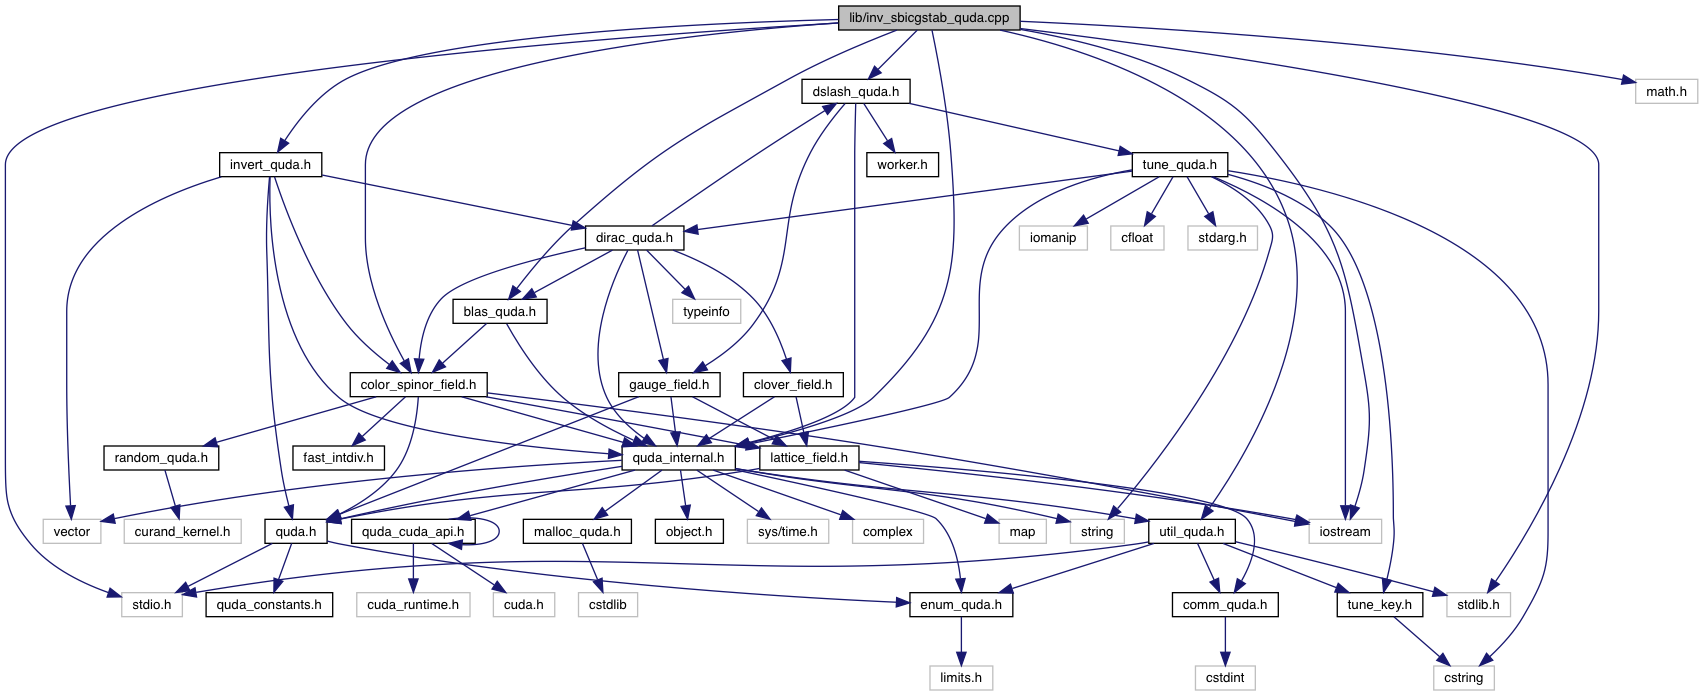 lib/inv_sbicgstab_quda.cpp
dslash_quda.h
math.h
invert_quda.h
worker.h
tune_quda.h
dirac_quda.h
iomanip
cfloat
stdarg.h
blas_quda.h
typeinfo
color_spinor_field.h
gauge_field.h
clover_field.h
random_quda.h
fast_intdiv.h
quda_internal.h
lattice_field.h
vector
curand_kernel.h
quda.h
quda_cuda_api.h
malloc_quda.h
object.h
sys/time.h
complex
map
string
util_quda.h
iostream
stdio.h
quda_constants.h
cuda_runtime.h
cuda.h
cstdlib
enum_quda.h
comm_quda.h
tune_key.h
stdlib.h
limits.h
cstdint
cstring